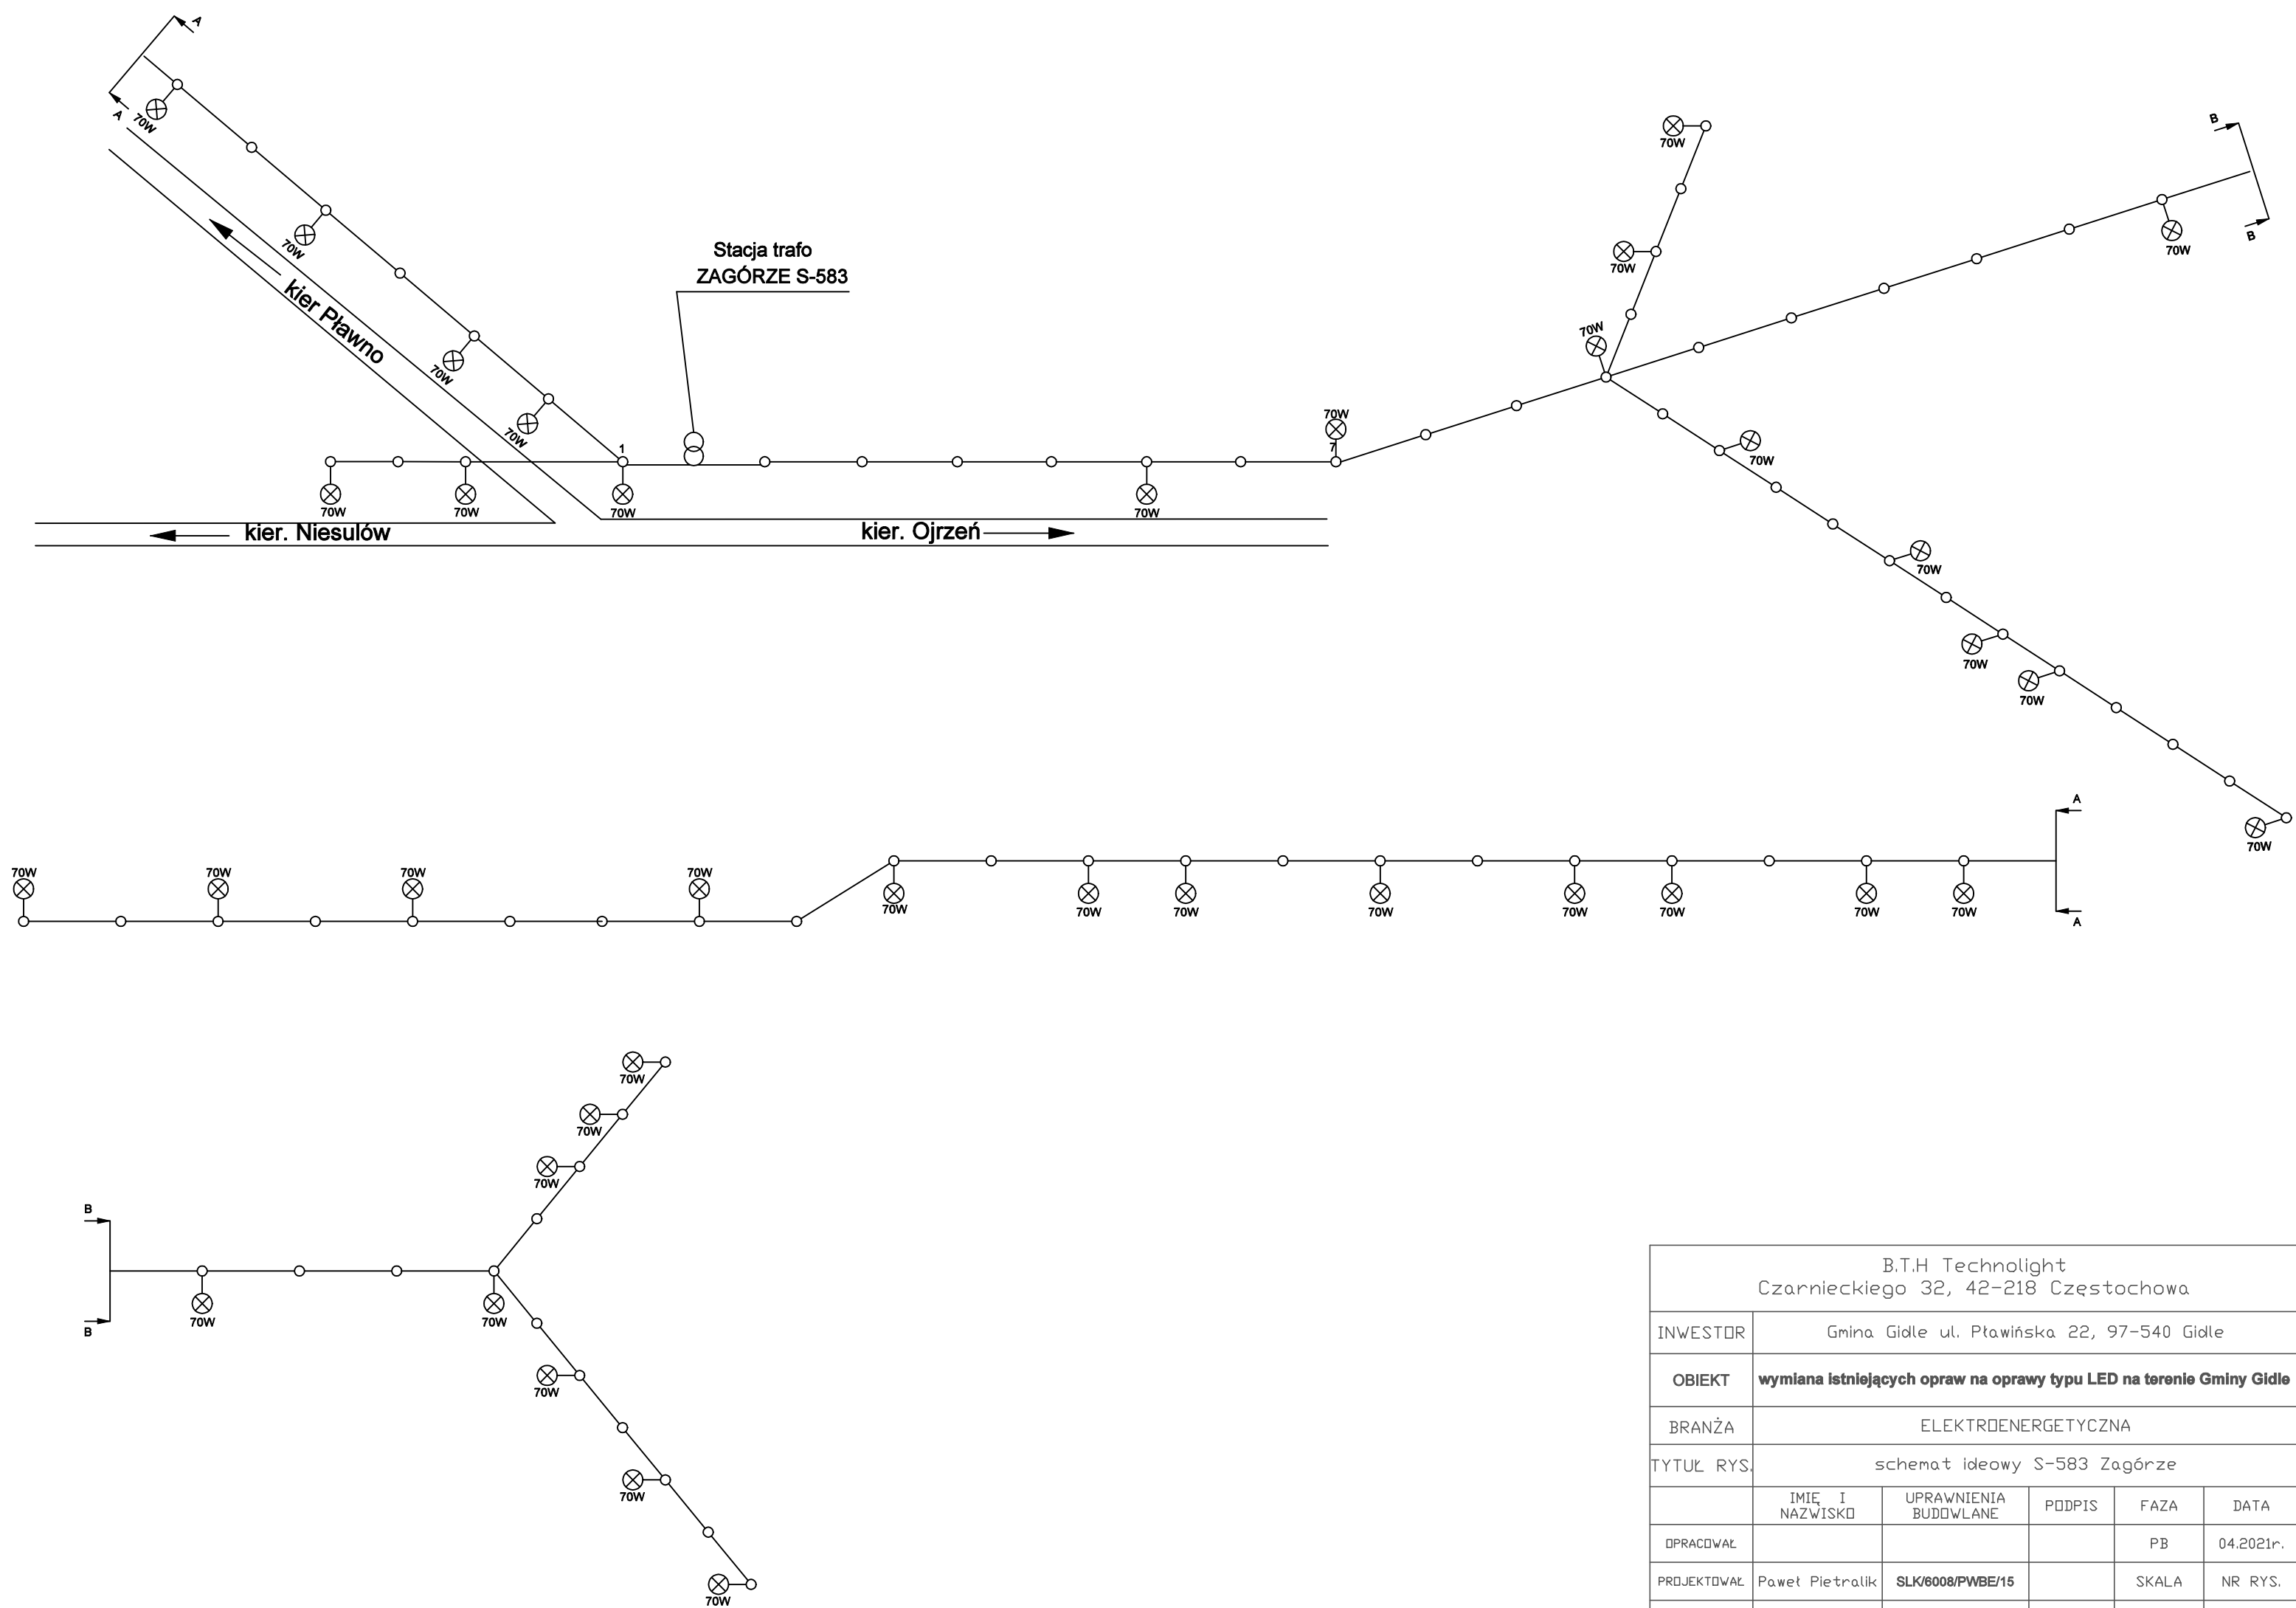 A
A
70W
70W
70W
70W
kier Pławno
Stacja trafo
ZAGÓRZE S-583
1
70W
70W
70W
70W
70W
7
kier. Niesulów
kier. Ojrzeń
70W
70W
70W
B
B
70W
70W
70W
70W
70W
70W
A
70W
70W
70W
70W
70W
70W
70W
70W
70W
70W
70W
70W
A
70W
70W
70W
B
B
70W
70W
70W
70W
70W
B.T.H Technolight
Czarnieckiego 32, 42-218 Częstochowa
INWESTOR Gmina Gidle ul. Pławińska 22, 97-540 Gidle
OBIEKT wymiana istniejących opraw na oprawy typu LED na terenie Gminy Gidle
BRANŻA ELEKTROENERGETYCZNA
TYTUŁ RYS. schemat ideowy S-583 Zagórze
IMIĘ I NAZWISKO UPRAWNIENIA BUDOWLANE PODPIS FAZA DATA
OPRACOWAŁ PB 04.2021r.
PROJEKTOWAŁ Paweł Pietralik SLK/6008/PWBE/15 SKALA NR RYS.